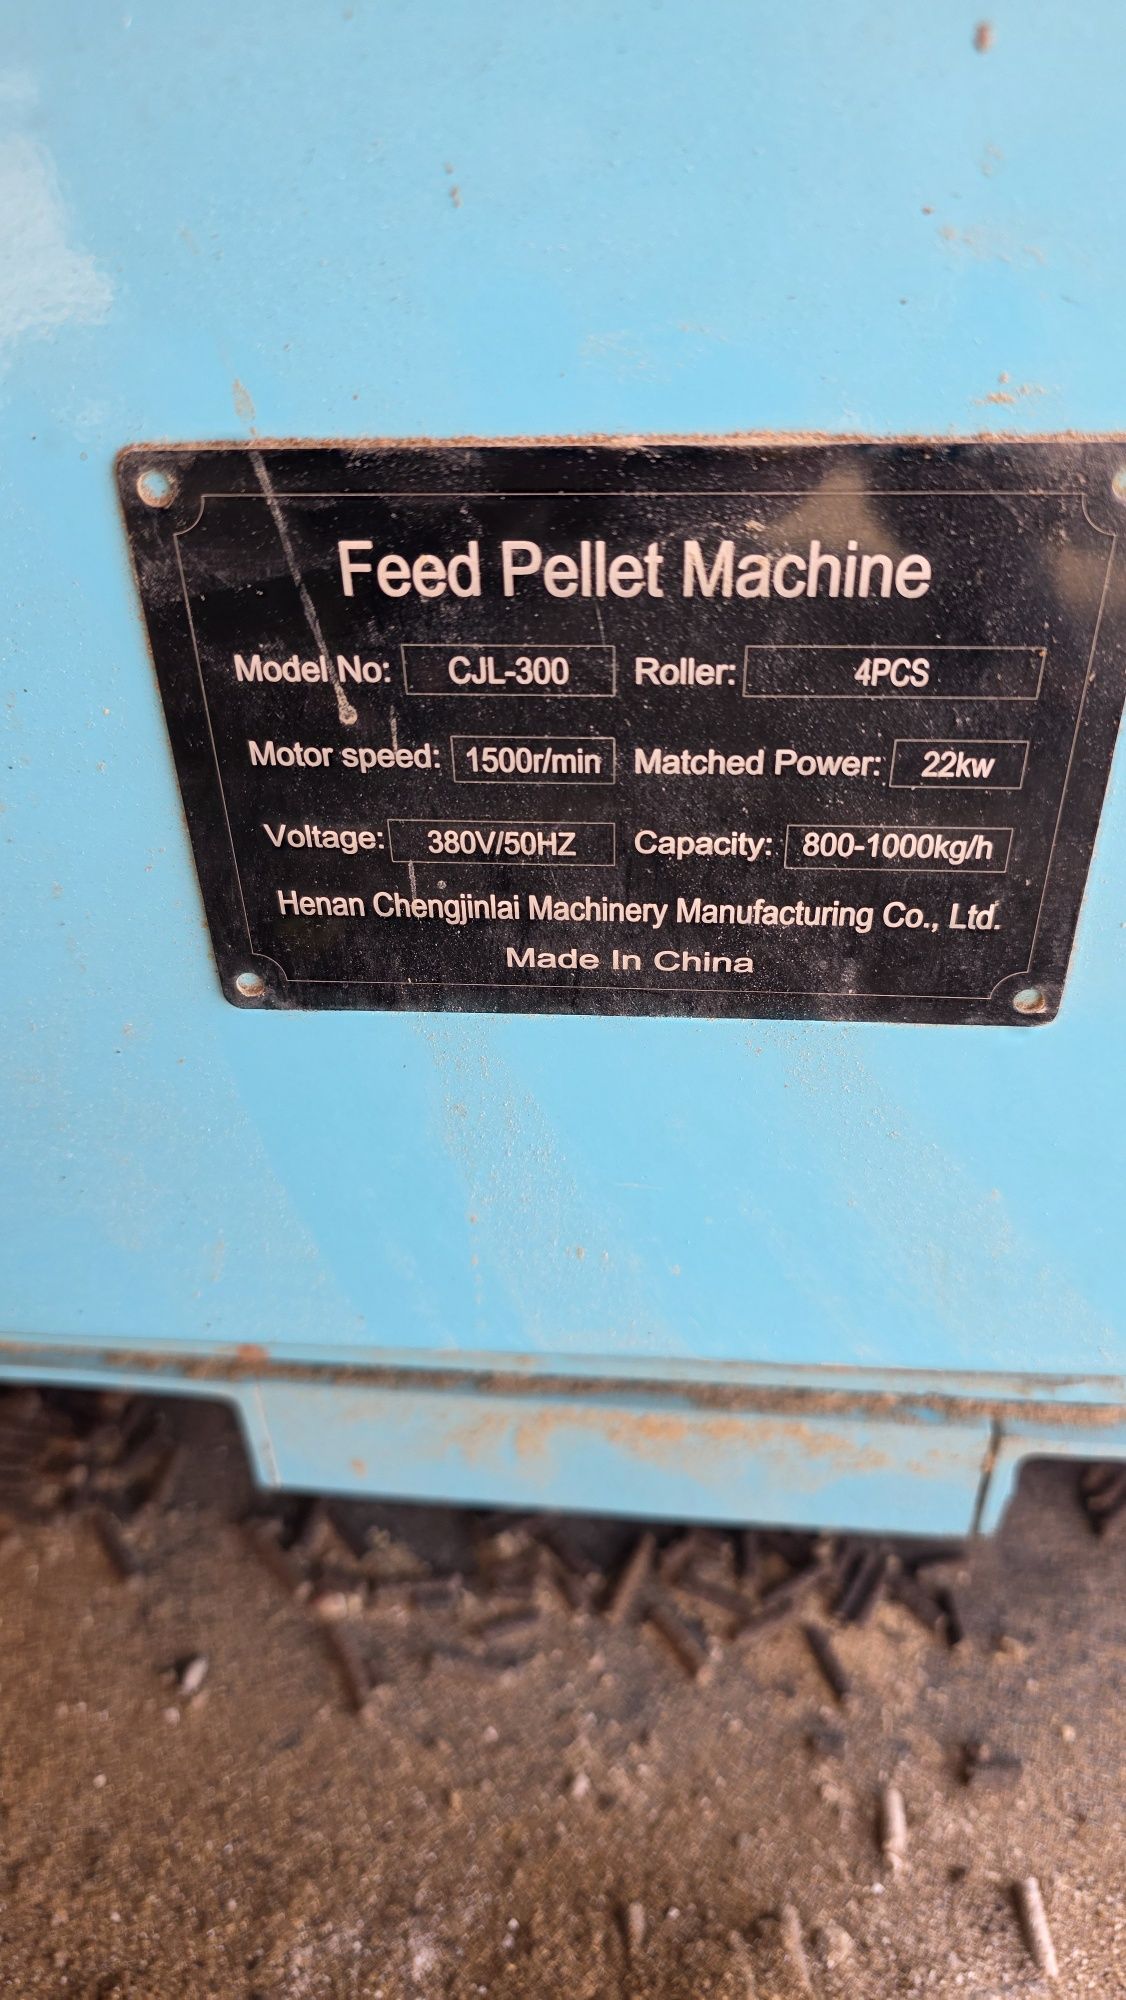 Feed Pellet Machine
Model No: CJL-300 Roller: 4PCS
Motor speed: 1500r/min Matched Power: 22kw
Voltage: 380V/50HZ Capacity: 800-1000kg/h
Henan Chengjinlai Machinery Manufacturing Co., Ltd.
Made In China